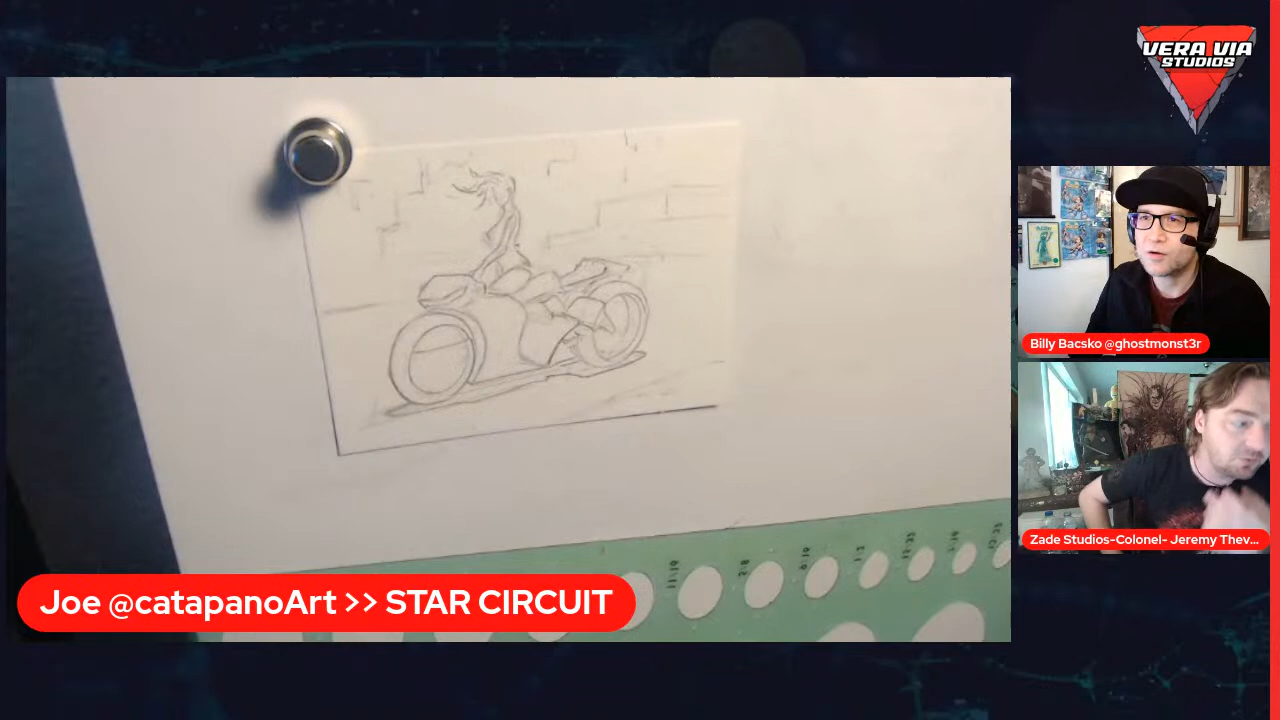 VERA VIA
STUDIOS
Billy Bacsko @ghostmonst3r
Zade Studios-Colonel- Jeremy Thev...
Joe @catapanoArt >> STAR CIRCUIT